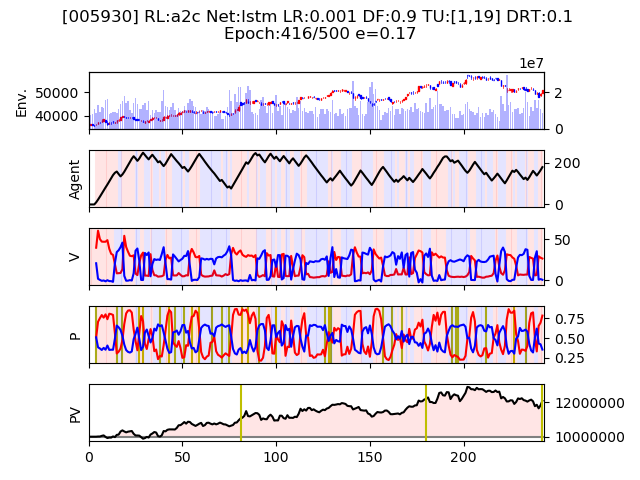 [005930] RL:a2c Net:lstm LR:0.001 DF:0.9 TU:[1,19] DRT:0.1
Epoch:416/500 e=0.17
1e7
Env.
50000
40000
2
0
Agent
200
0
V
50
0
P
0.75
0.50
0.25
PV
12000000
10000000
0 50 100 150 200